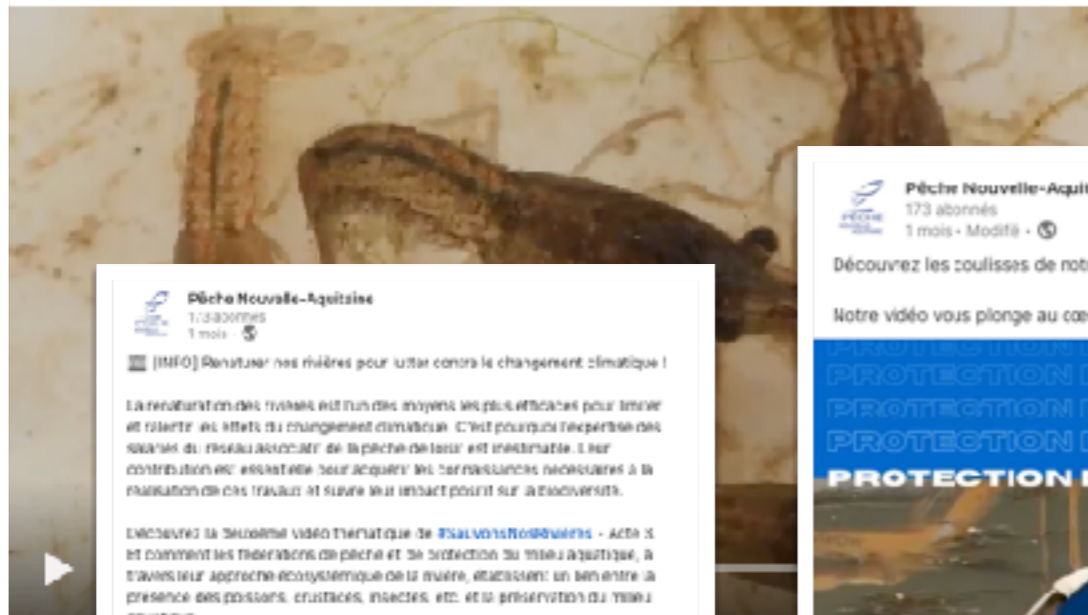 Pêche Nouvelle-Aquitaine
173 abonnés
1 mois
[INFO] Renaturer nos rivières pour lutter contre le changement climatique !
La renaturation des rivières est l'un des moyens les plus efficaces pour limiter
et ralentir les effets du changement climatique. C'est pourquoi l'expertise des
salariés du réseau associatif de la pêche de loisir est inestimable. Leur
contribution est essentielle pour acquérir les connaissances nécessaires à la
réalisation de ces travaux et suivre leur impact positif sur la biodiversité.
Découvrez la deuxième vidéo thématique de #SauvonsNosRivières - Acte
Et comment les fédérations de pêche et de protection du milieu aquatique, à
travers leur approche écosystémique de la rivière, établissent un lien entre la
présence des poissons, crustacés, insectes, etc. et la préservation du milieu
Pêche Nouvelle-Aquit
173 abonnés
1 mois • Modifié •
Découvrez les coulisses de notr
Notre vidéo vous plonge au cœ
PROTECTION
PROTECTION
PROTECTION
PROTECTION
PROTECTION